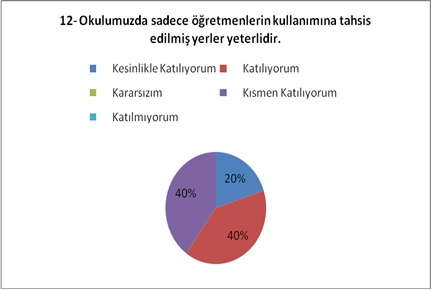 12- Okulumuzda sadece öğretmenlerin kullanımına tahsis
edilmiş yerler yeterlidir.
Kesinlikle Katılıyorum
Katılıyorum
Kararsızım
Kısmen Katılıyorum
Katılmıyorum
20%
40%
40%